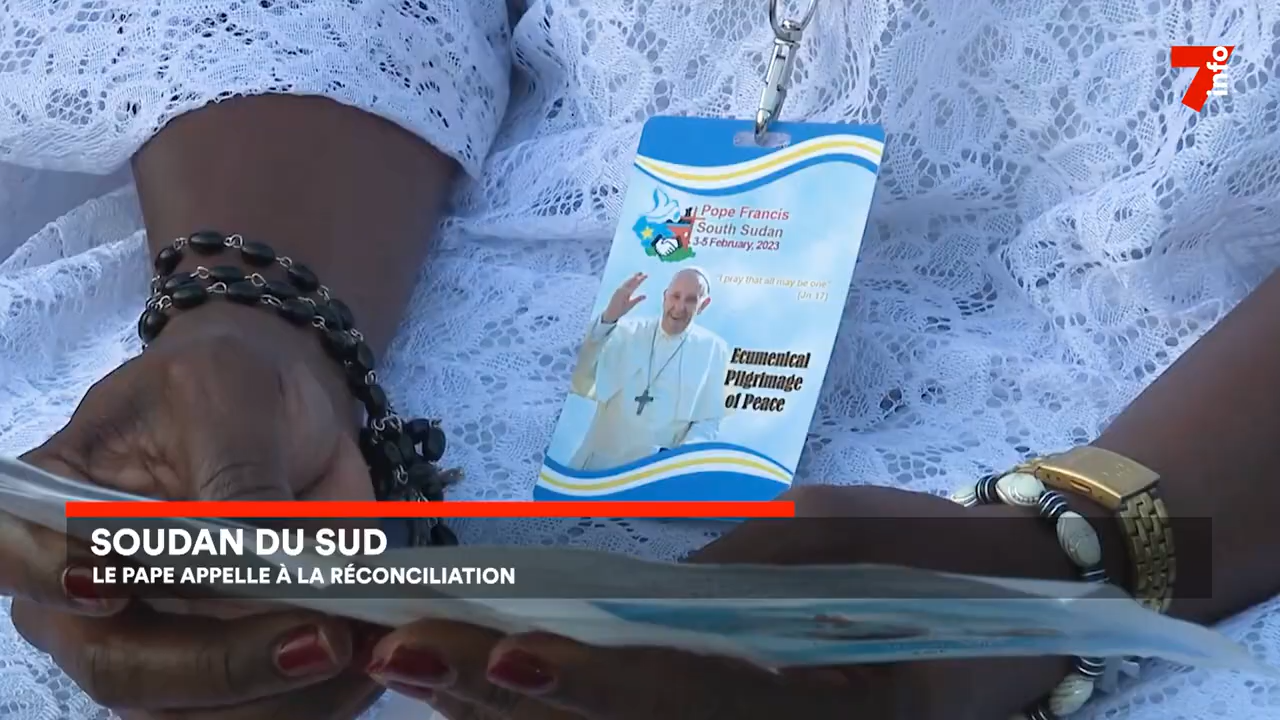 7 info
Pope Francis
South Sudan
3-5 February, 2023
"I pray that all may be one"
(Jn 17)
Ecumenical
Pilgrimage
of Peace
SOUDAN DU SUD
LE PAPE APPELLE À LA RÉCONCILIATION